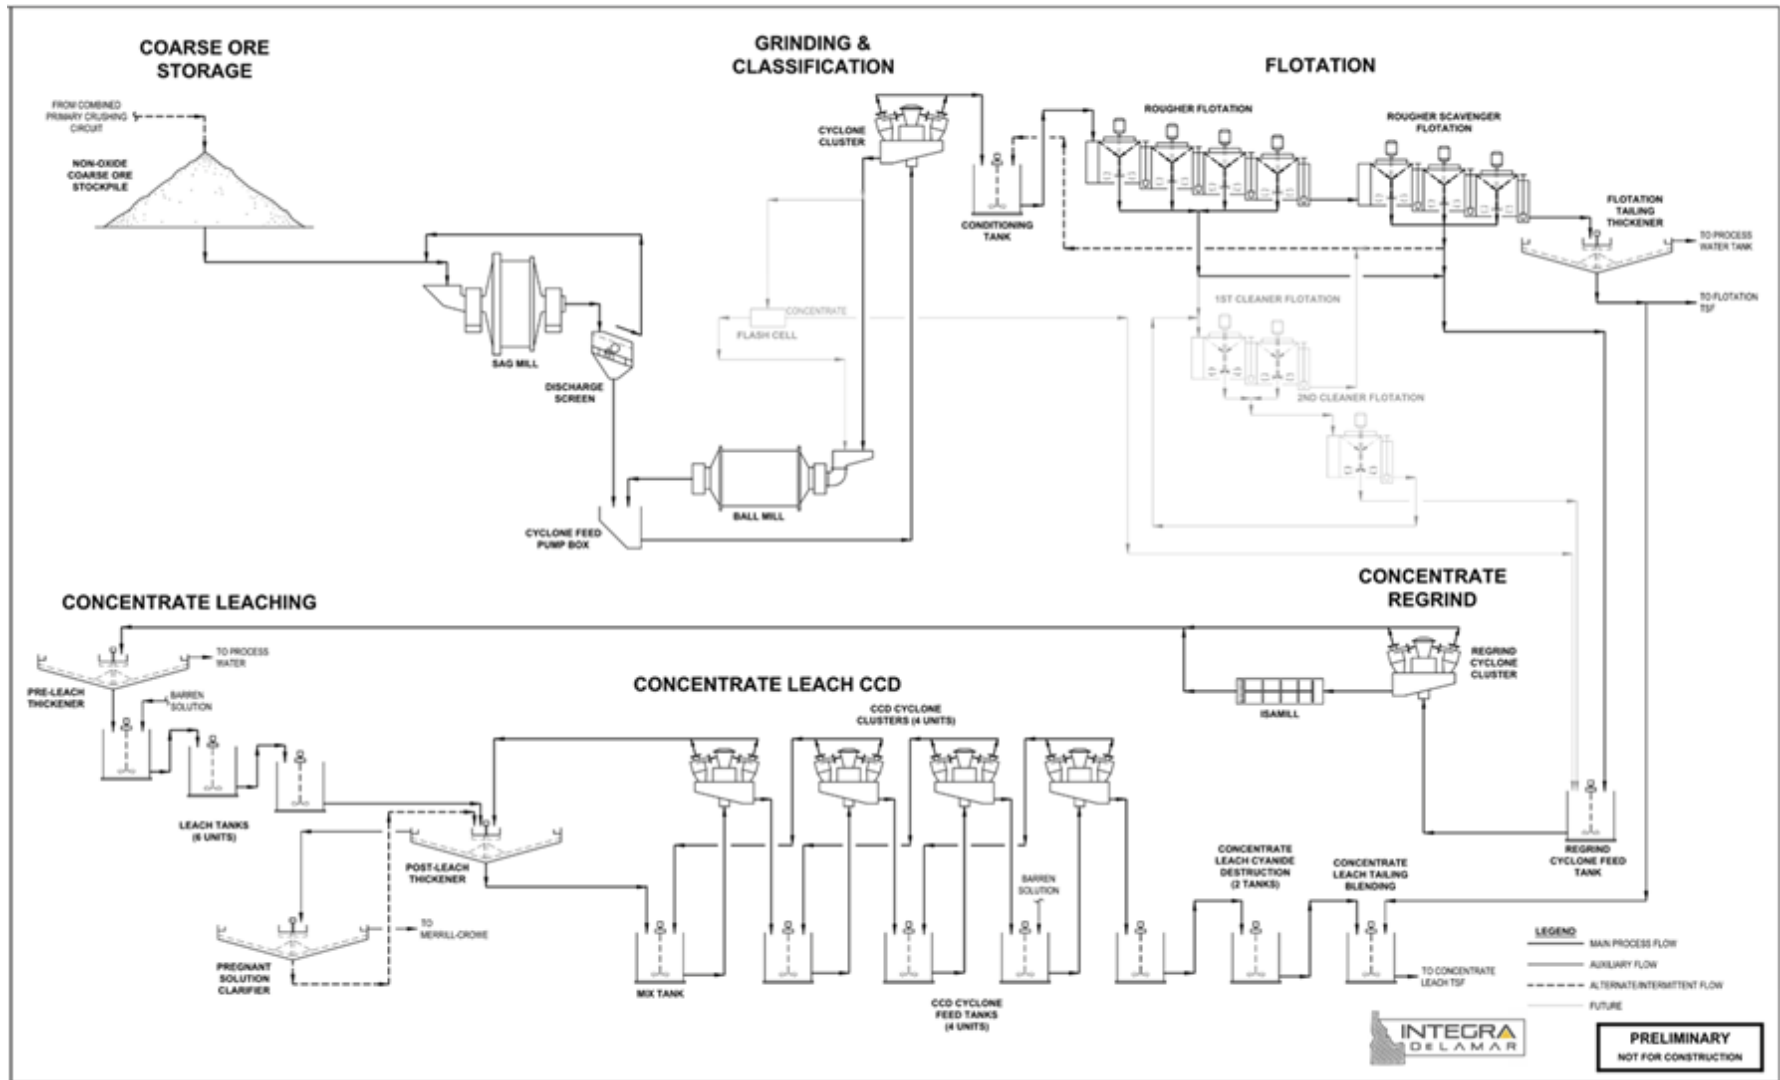 COARSE ORE
STORAGE
GRINDING &
CLASSIFICATION
FLOTATION
FROM COMBINED
PRIMARY CRUSHING
CIRCUIT
NON-OXIDE
COARSE ORE
STOCKPILE
SAG MILL
DISCHARGE
SCREEN
CYCLONE FEED
PUMP BOX
BALL MILL
CYCLONE
CLUSTER
CONCENTRATE
FLASH CELL
CONDITIONING
TANK
ROUGHER FLOTATION
ROUGHER SCAVENGER
FLOTATION
FLOTATION
TAILING
THICKENER
TO PROCESS
WATER TANK
TO FLOTATION
TSF
1ST CLEANER FLOTATION
2ND CLEANER FLOTATION
CONCENTRATE
REGRIND
REGRIND
CYCLONE
CLUSTER
ISAMILL
REGRIND
CYCLONE FEED
TANK
CONCENTRATE LEACHING
TO PROCESS
WATER
PRE-LEACH
THICKENER
BARREN
SOLUTION
LEACH TANKS
(6 UNITS)
POST-LEACH
THICKENER
TO
MERRILL-CROWE
PREGNANT
SOLUTION
CLARIFIER
CONCENTRATE LEACH CCD
CCD CYCLONE
CLUSTERS (4 UNITS)
MIX TANK
CCD CYCLONE
FEED TANKS
(4 UNITS)
BARREN
SOLUTION
CONCENTRATE
LEACH CYANIDE
DESTRUCTION
(2 TANKS)
CONCENTRATE
LEACH TAILING
BLENDING
TO CONCENTRATE
LEACH TSF
LEGEND
MAIN PROCESS FLOW
AUXILIARY FLOW
ALTERNATE/INTERMITTENT FLOW
FUTURE
INTEGRA
DELAMAR
PRELIMINARY
NOT FOR CONSTRUCTION